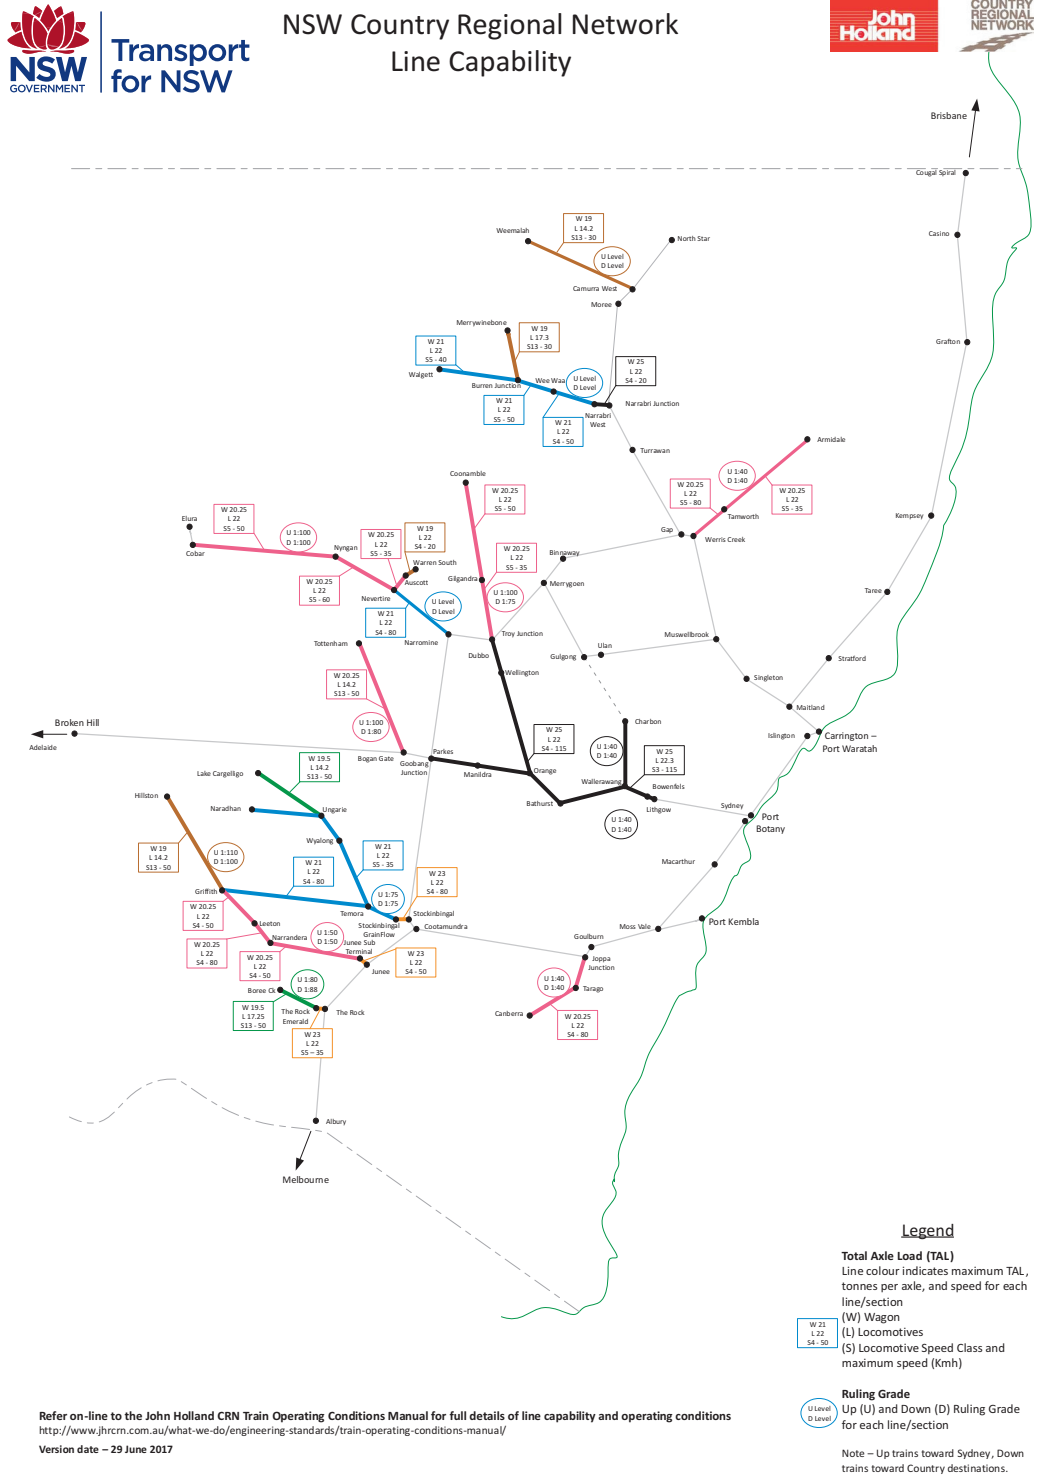 NSW
GOVERNMENT
Transport
for NSW
NSW Country Regional Network
Line Capability
John
Holland
COUNTRY
REGIONAL
NETWORK
Brisbane
Cougal Spiral
Casino
Grafton
Kempsey
Taree
Stratford
Maitland
Islington
Carrington –
Port Waratah
Weemalah
W 19
L 14.2
S13 - 30
U Level
D Level
North Star
Camurra West
Moree
Merrywinebone
W 19
L 17.3
S13 - 30
W 21
L 22
S5 - 40
Walgett
Burren Junction
Wee Waa
U Level
D Level
W 25
L 22
S4 - 20
W 21
L 22
S5 - 50
W 21
L 22
S4 - 50
Narrabri
West
Narrabri Junction
Turrawan
Armidale
U 1:40
D 1:40
W 20.25
L 22
S5 - 80
W 20.25
L 22
S5 - 35
Tamworth
Gap
Werris Creek
Coonamble
W 20.25
L 22
S5 - 50
W 20.25
L 22
S5 - 50
Elura
Cobar
U 1:100
D 1:100
Nyngan
W 20.25
L 22
S5 - 35
W 19
L 22
S4 - 20
Warren South
Auscott
W 20.25
L 22
S5 - 60
Nevertire
W 21
L 22
S4 - 80
U Level
D Level
Narromine
Gilgandra
W 20.25
L 22
S5 - 35
U 1:100
D 1:75
Binnaway
Merrygoen
Troy Junction
Dubbo
Wellington
Gulgong
Ulan
Muswellbrook
Singleton
Tottenham
W 20.25
L 14.2
S13 - 50
U 1:100
D 1:80
Broken Hill
Adelaide
Bogan Gate
Parkes
Goobang
Junction
Manildra
Orange
W 25
L 22
S4 - 115
Charbon
U 1:40
D 1:40
W 25
L 22.3
S3 - 115
Wallerawang
Bowenfels
Lithgow
Bathurst
U 1:40
D 1:40
Sydney
Port
Botany
Macarthur
Moss Vale
Port Kembla
Lake Cargelligo
W 19.5
L 14.2
S13 - 50
Hillston
Naradhan
Ungarie
Wyalong
W 19
L 14.2
S13 - 50
U 1:110
D 1:100
W 21
L 22
S4 - 80
W 21
L 22
S5 - 35
W 23
L 22
S4 - 80
U 1:75
D 1:75
Griffith
Temora
Stockinbingal
Stockinbingal
GrainFlow
Cootamundra
W 20.25
L 22
S4 - 50
Leeton
Narrandera
U 1:50
D 1:50
Junee Sub
Terminal
Junee
W 20.25
L 22
S4 - 80
W 20.25
L 22
S4 - 50
W 23
L 22
S4 - 50
Boree Ck
U 1:80
D 1:88
W 19.5
L 17.25
S13 - 50
The Rock
Emerald
The Rock
W 23
L 22
S5 – 35
Goulburn
Joppa
Junction
U 1:40
D 1:40
Tarago
Canberra
W 20.25
L 22
S4 - 80
Albury
Melbourne
Legend
Total Axle Load (TAL)
Line colour indicates maximum TAL,
tonnes per axle, and speed for each
line/section
W 21
L 22
S4 - 50
(W) Wagon
(L) Locomotives
(S) Locomotive Speed Class and
maximum speed (Kmh)
U Level
D Level
Ruling Grade
Up (U) and Down (D) Ruling Grade
for each line/section
Note – Up trains toward Sydney, Down
trains toward Country destinations.
Refer on-line to the John Holland CRN Train Operating Conditions Manual for full details of line capability and operating conditions
http://www.jhrcrn.com.au/what-we-do/engineering-standards/train-operating-conditions-manual/
Version date – 29 June 2017